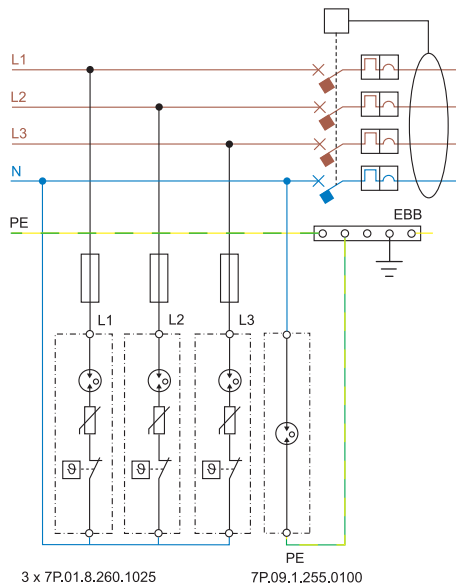 L1
L2
L3
N
PE
EBB
L1
L2
L3
ϑ
ϑ
ϑ
PE
3 x 7P.01.8.260.1025
7P.09.1.255.0100